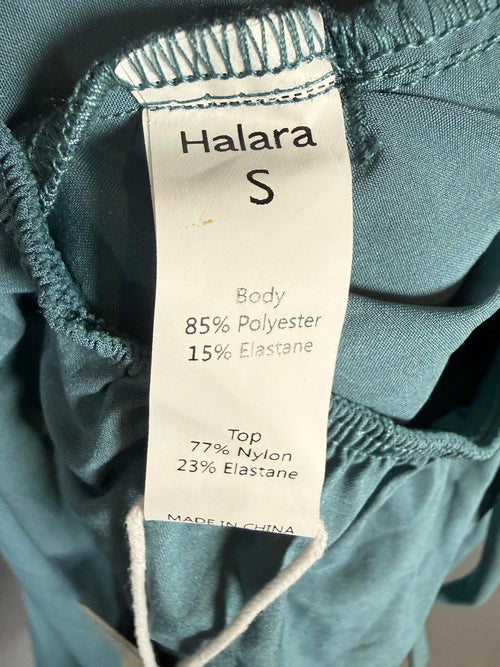 Halara
S
Body
85% Polyester
15% Elastane
Top
77% Nylon
23% Elastane
MADE IN CHINA